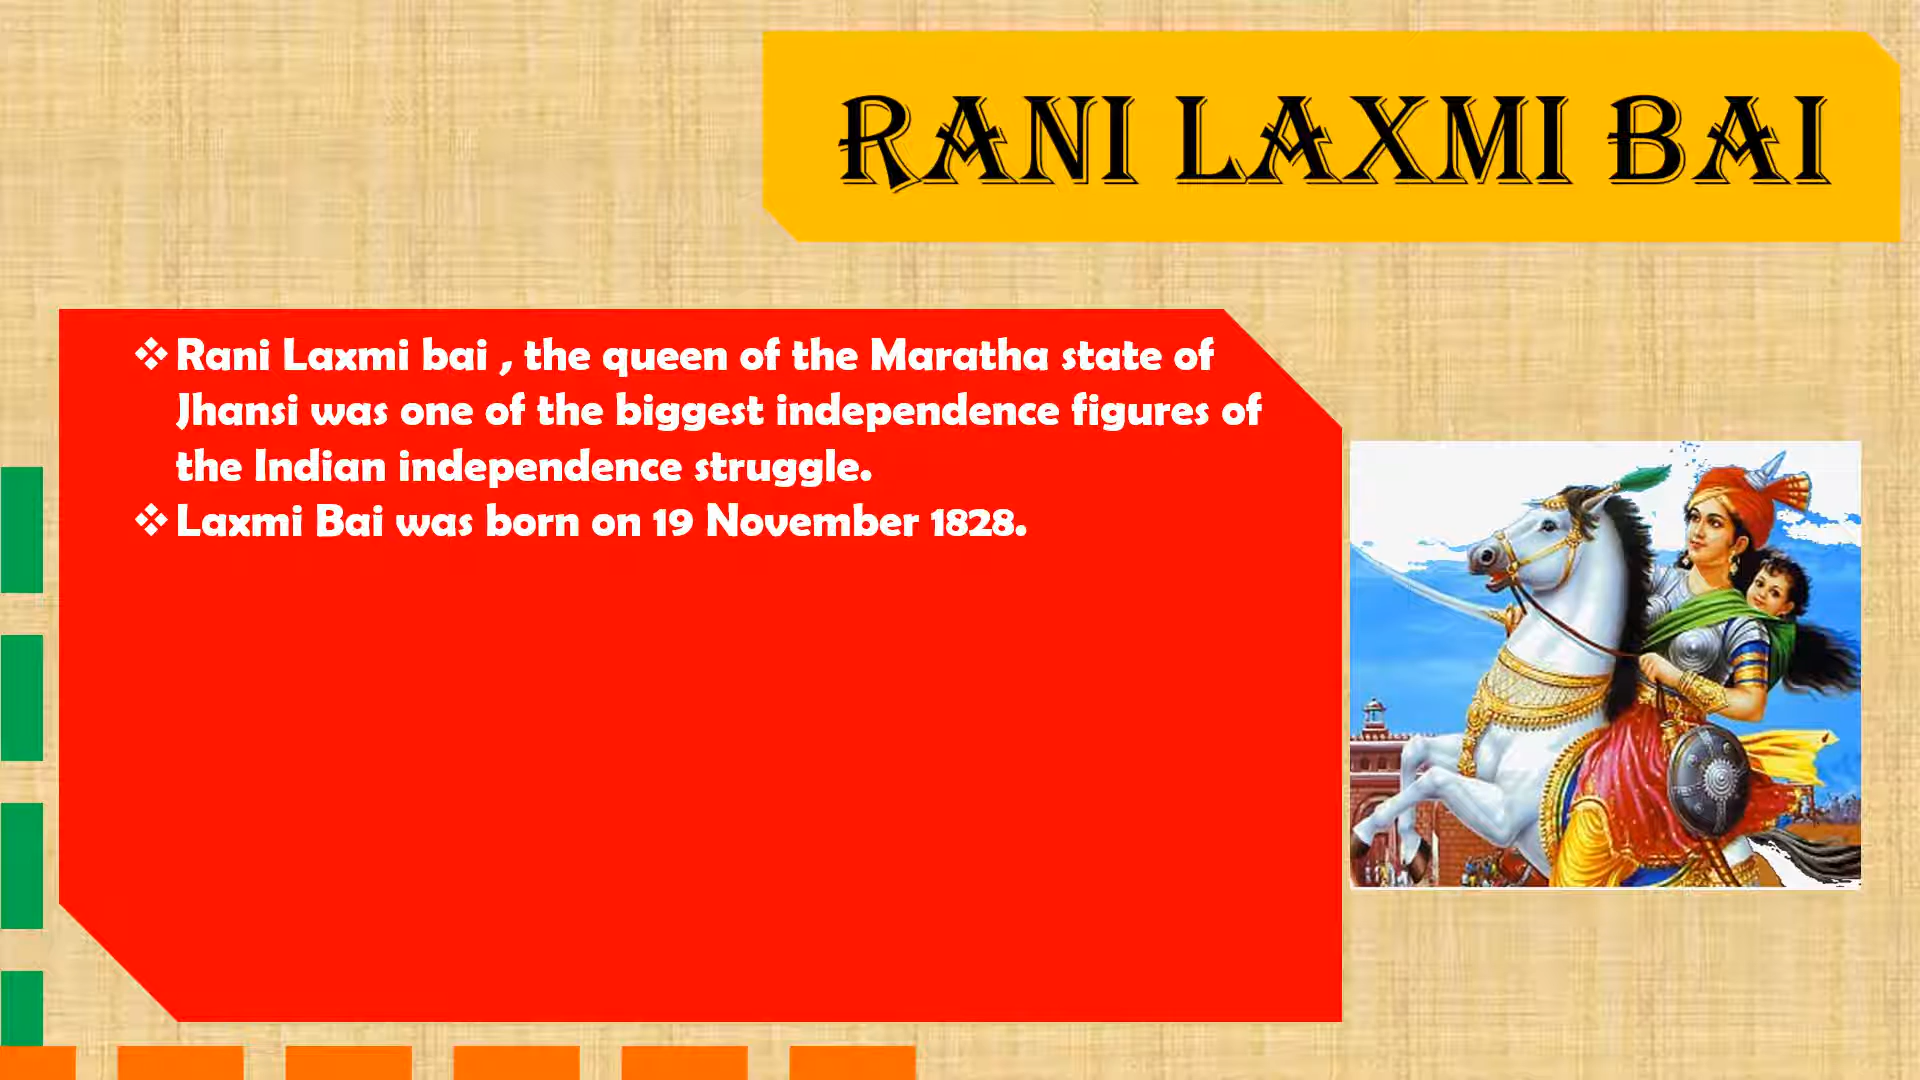 RANI LAXMI BAI
❖Rani Laxmi bai , the queen of the Maratha state of
Jhansi was one of the biggest independence figures of
the Indian independence struggle.
❖Laxmi Bai was born on 19 November 1828.